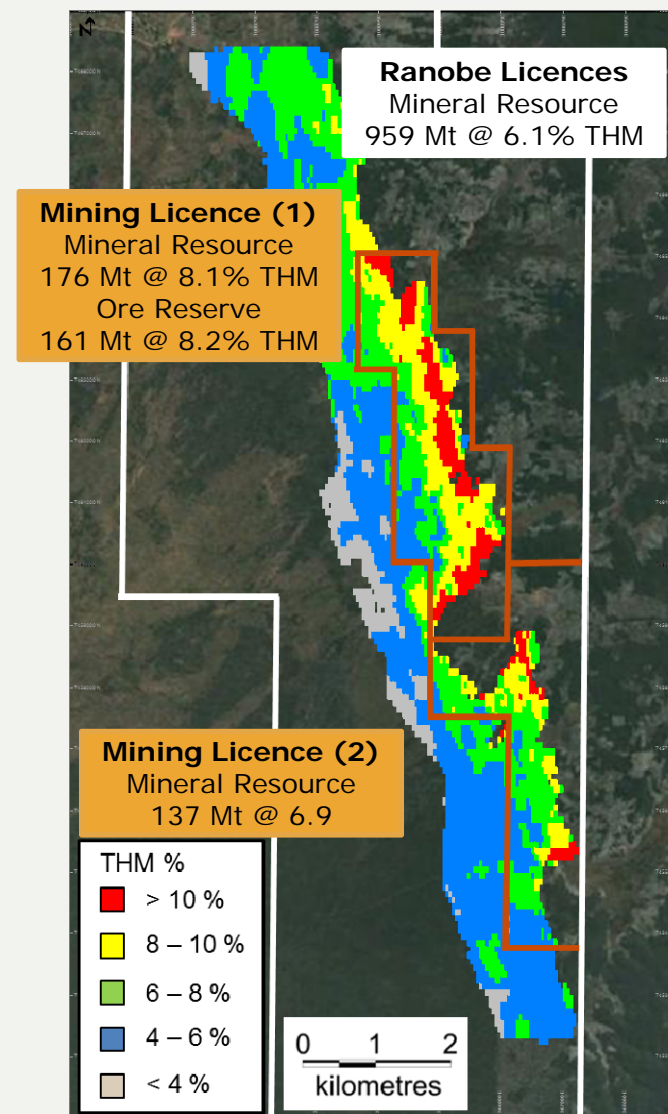 N
Ranobe Licences
Mineral Resource
959 Mt @ 6.1% THM
Mining Licence (1)
Mineral Resource
176 Mt @ 8.1% THM
Ore Reserve
161 Mt @ 8.2% THM
Mining Licence (2)
Mineral Resource
137 Mt @ 6.9
THM %
> 10 %
8 – 10 %
6 – 8 %
4 – 6 %
< 4 %
0 1 2
kilometres